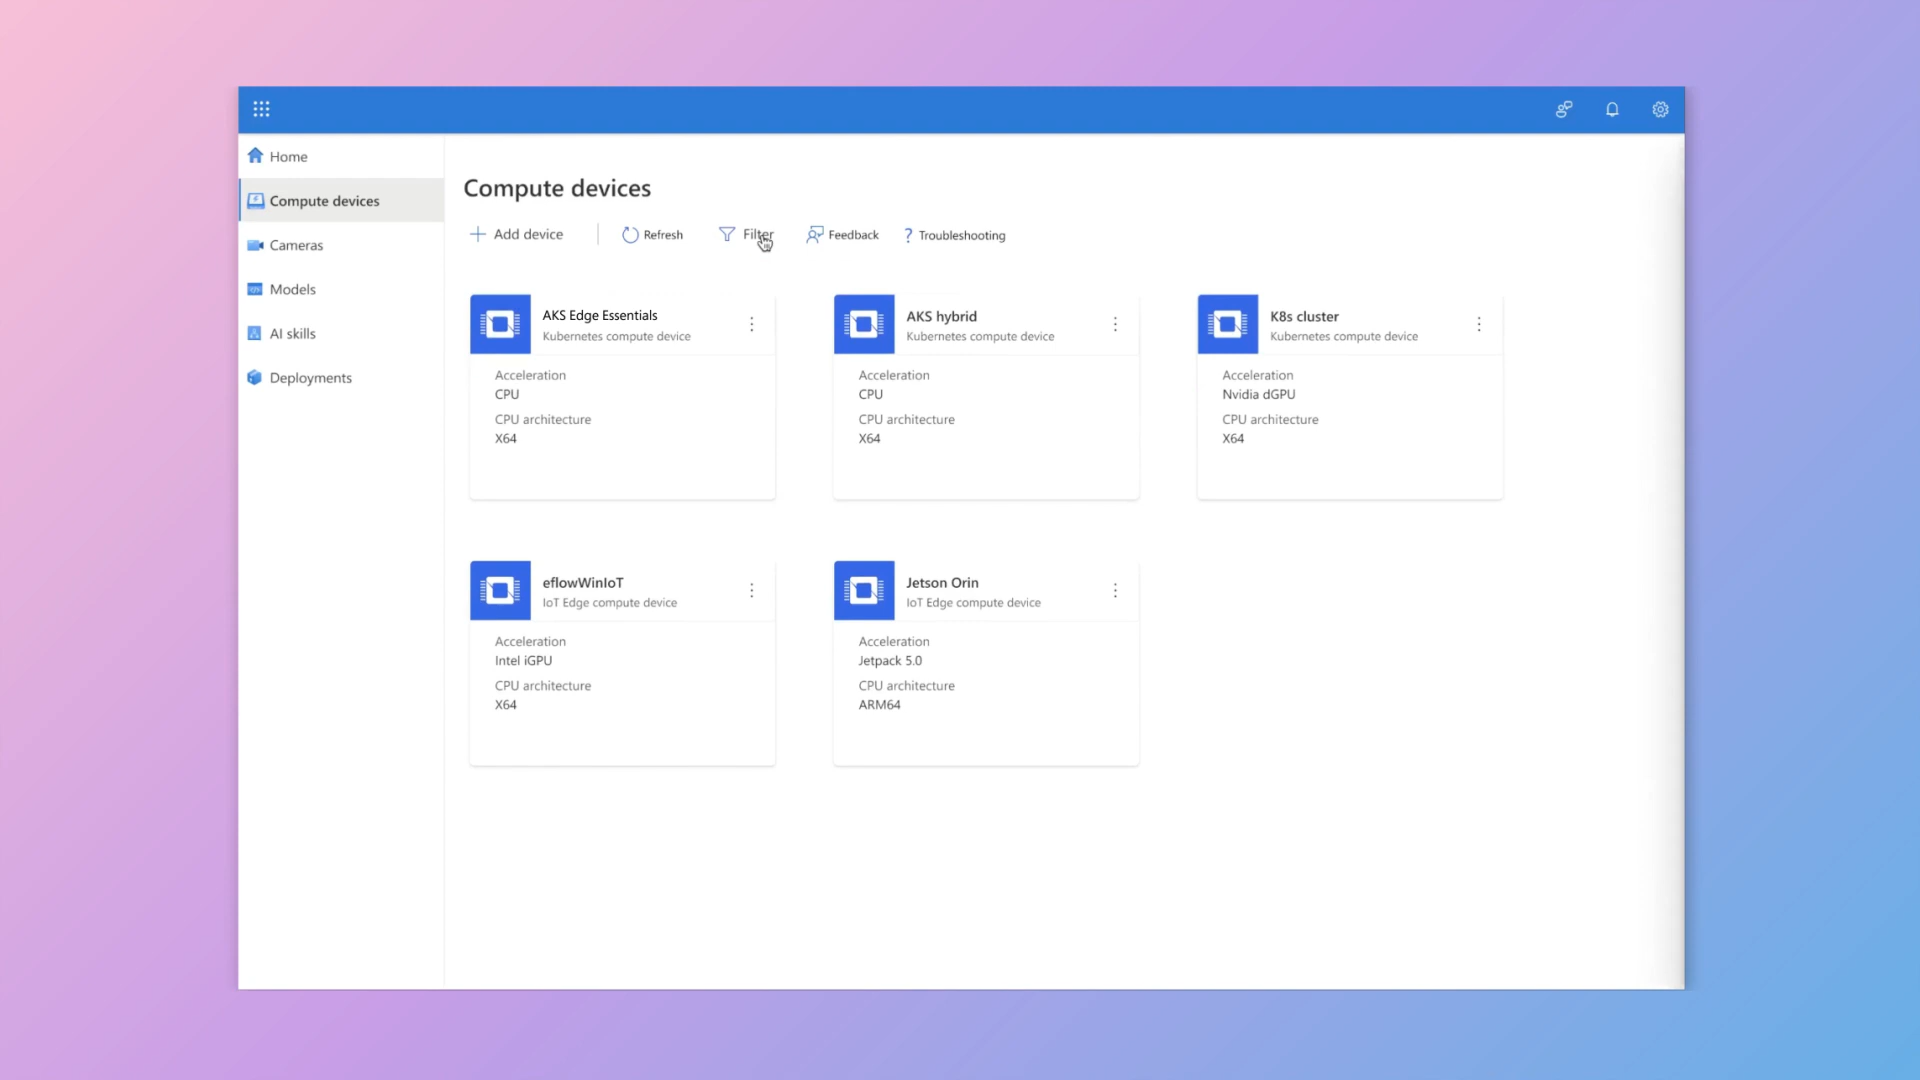 Home
Compute devices
Cameras
Models
AI skills
Deployments
Compute devices
Add device
Refresh
Filter
Feedback
? Troubleshooting
AKS Edge Essentials
Kubernetes compute device
Acceleration
CPU
CPU architecture
X64
AKS hybrid
Kubernetes compute device
Acceleration
CPU
CPU architecture
X64
K8s cluster
Kubernetes compute device
Acceleration
Nvidia dGPU
CPU architecture
X64
eflowWinIoT
IoT Edge compute device
Acceleration
Intel iGPU
CPU architecture
X64
Jetson Orin
IoT Edge compute device
Acceleration
Jetpack 5.0
CPU architecture
ARM64